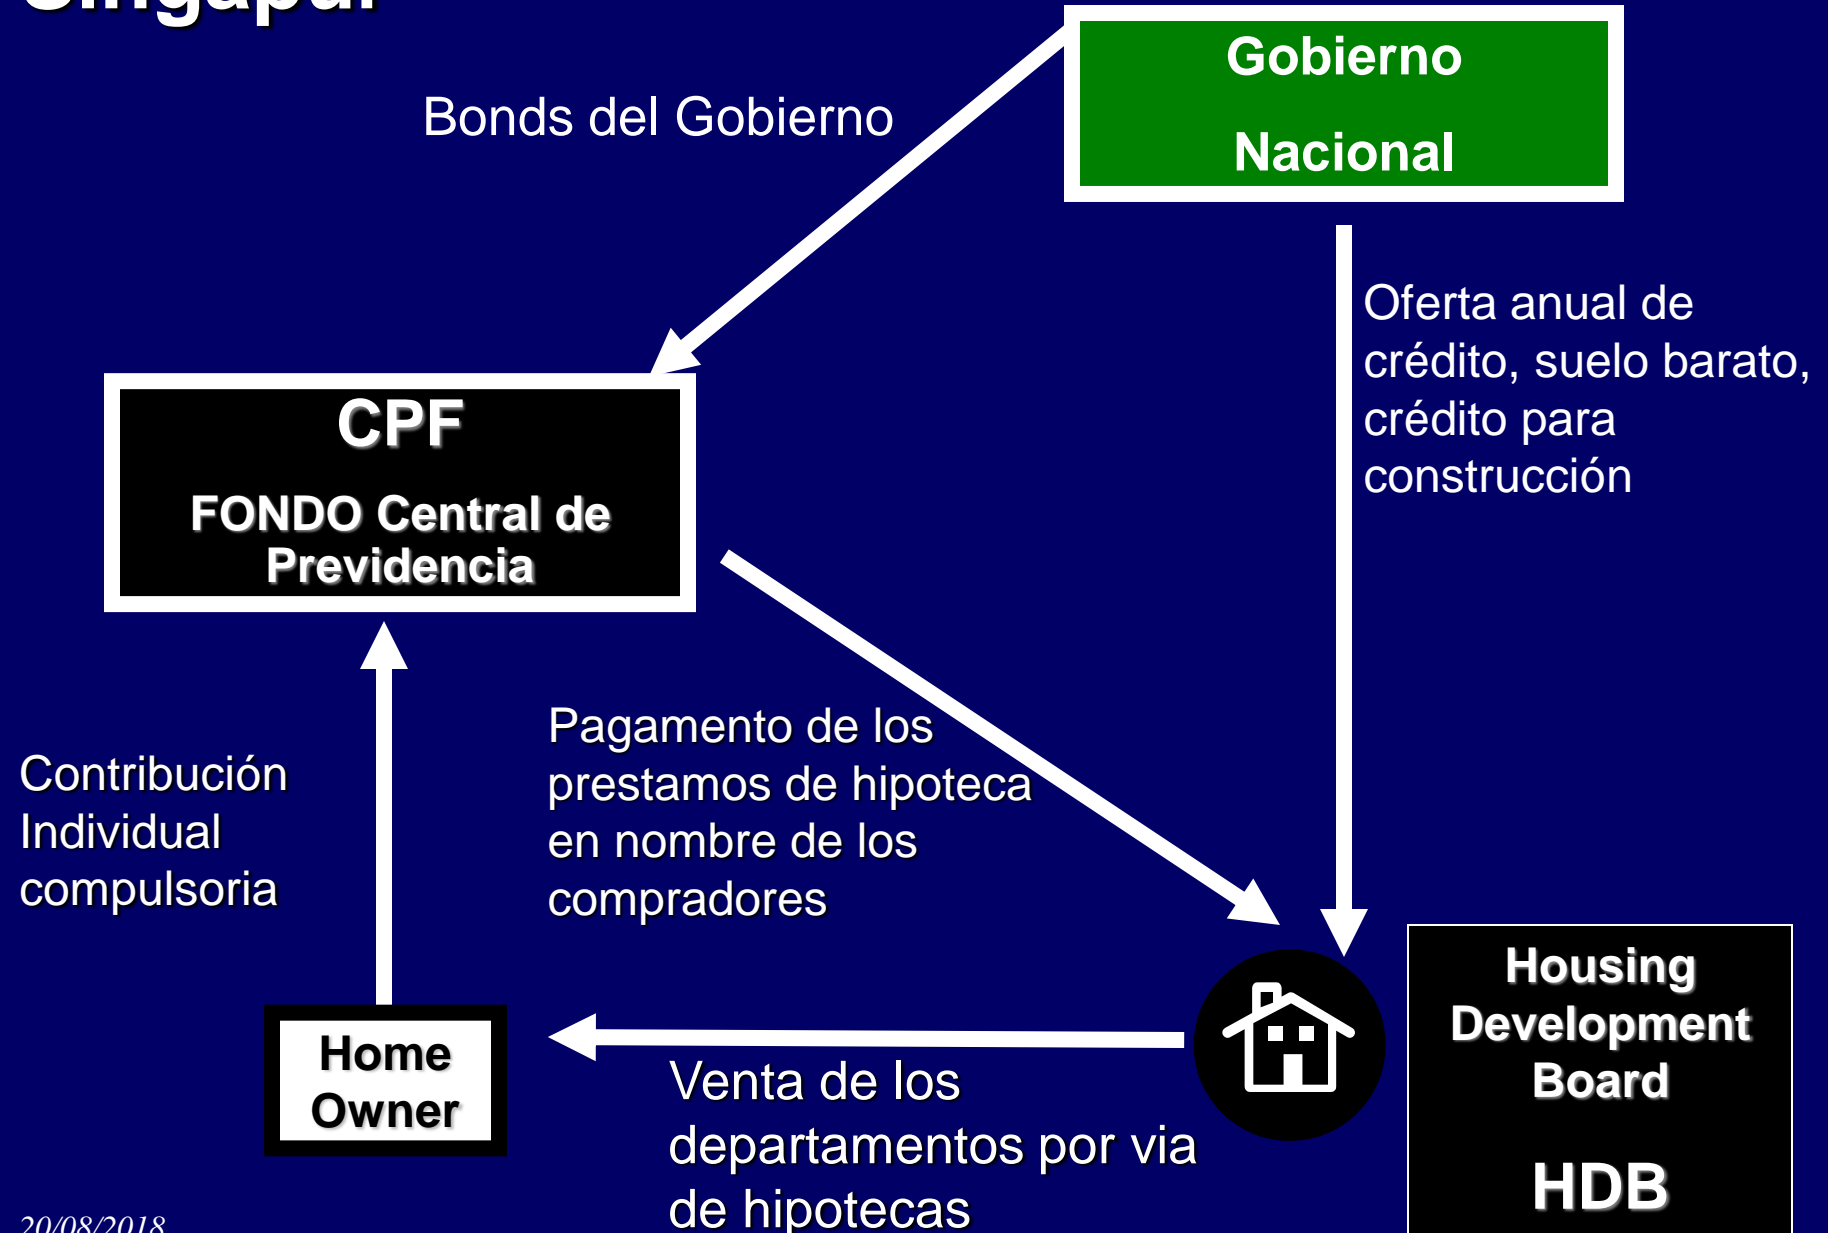 Singapur
Gobierno
Nacional
Bonds del Gobierno
Oferta anual de
crédito, suelo barato,
crédito para
construcción
CPF
FONDO Central de
Previdencia
Pagamento de los
prestamos de hipoteca
en nombre de los
compradores
Contribución
Individual
compulsoria
Housing
Development
Board
HDB
Home
Owner
Venta de los
departamentos por via
de hipotecas
20/08/2018